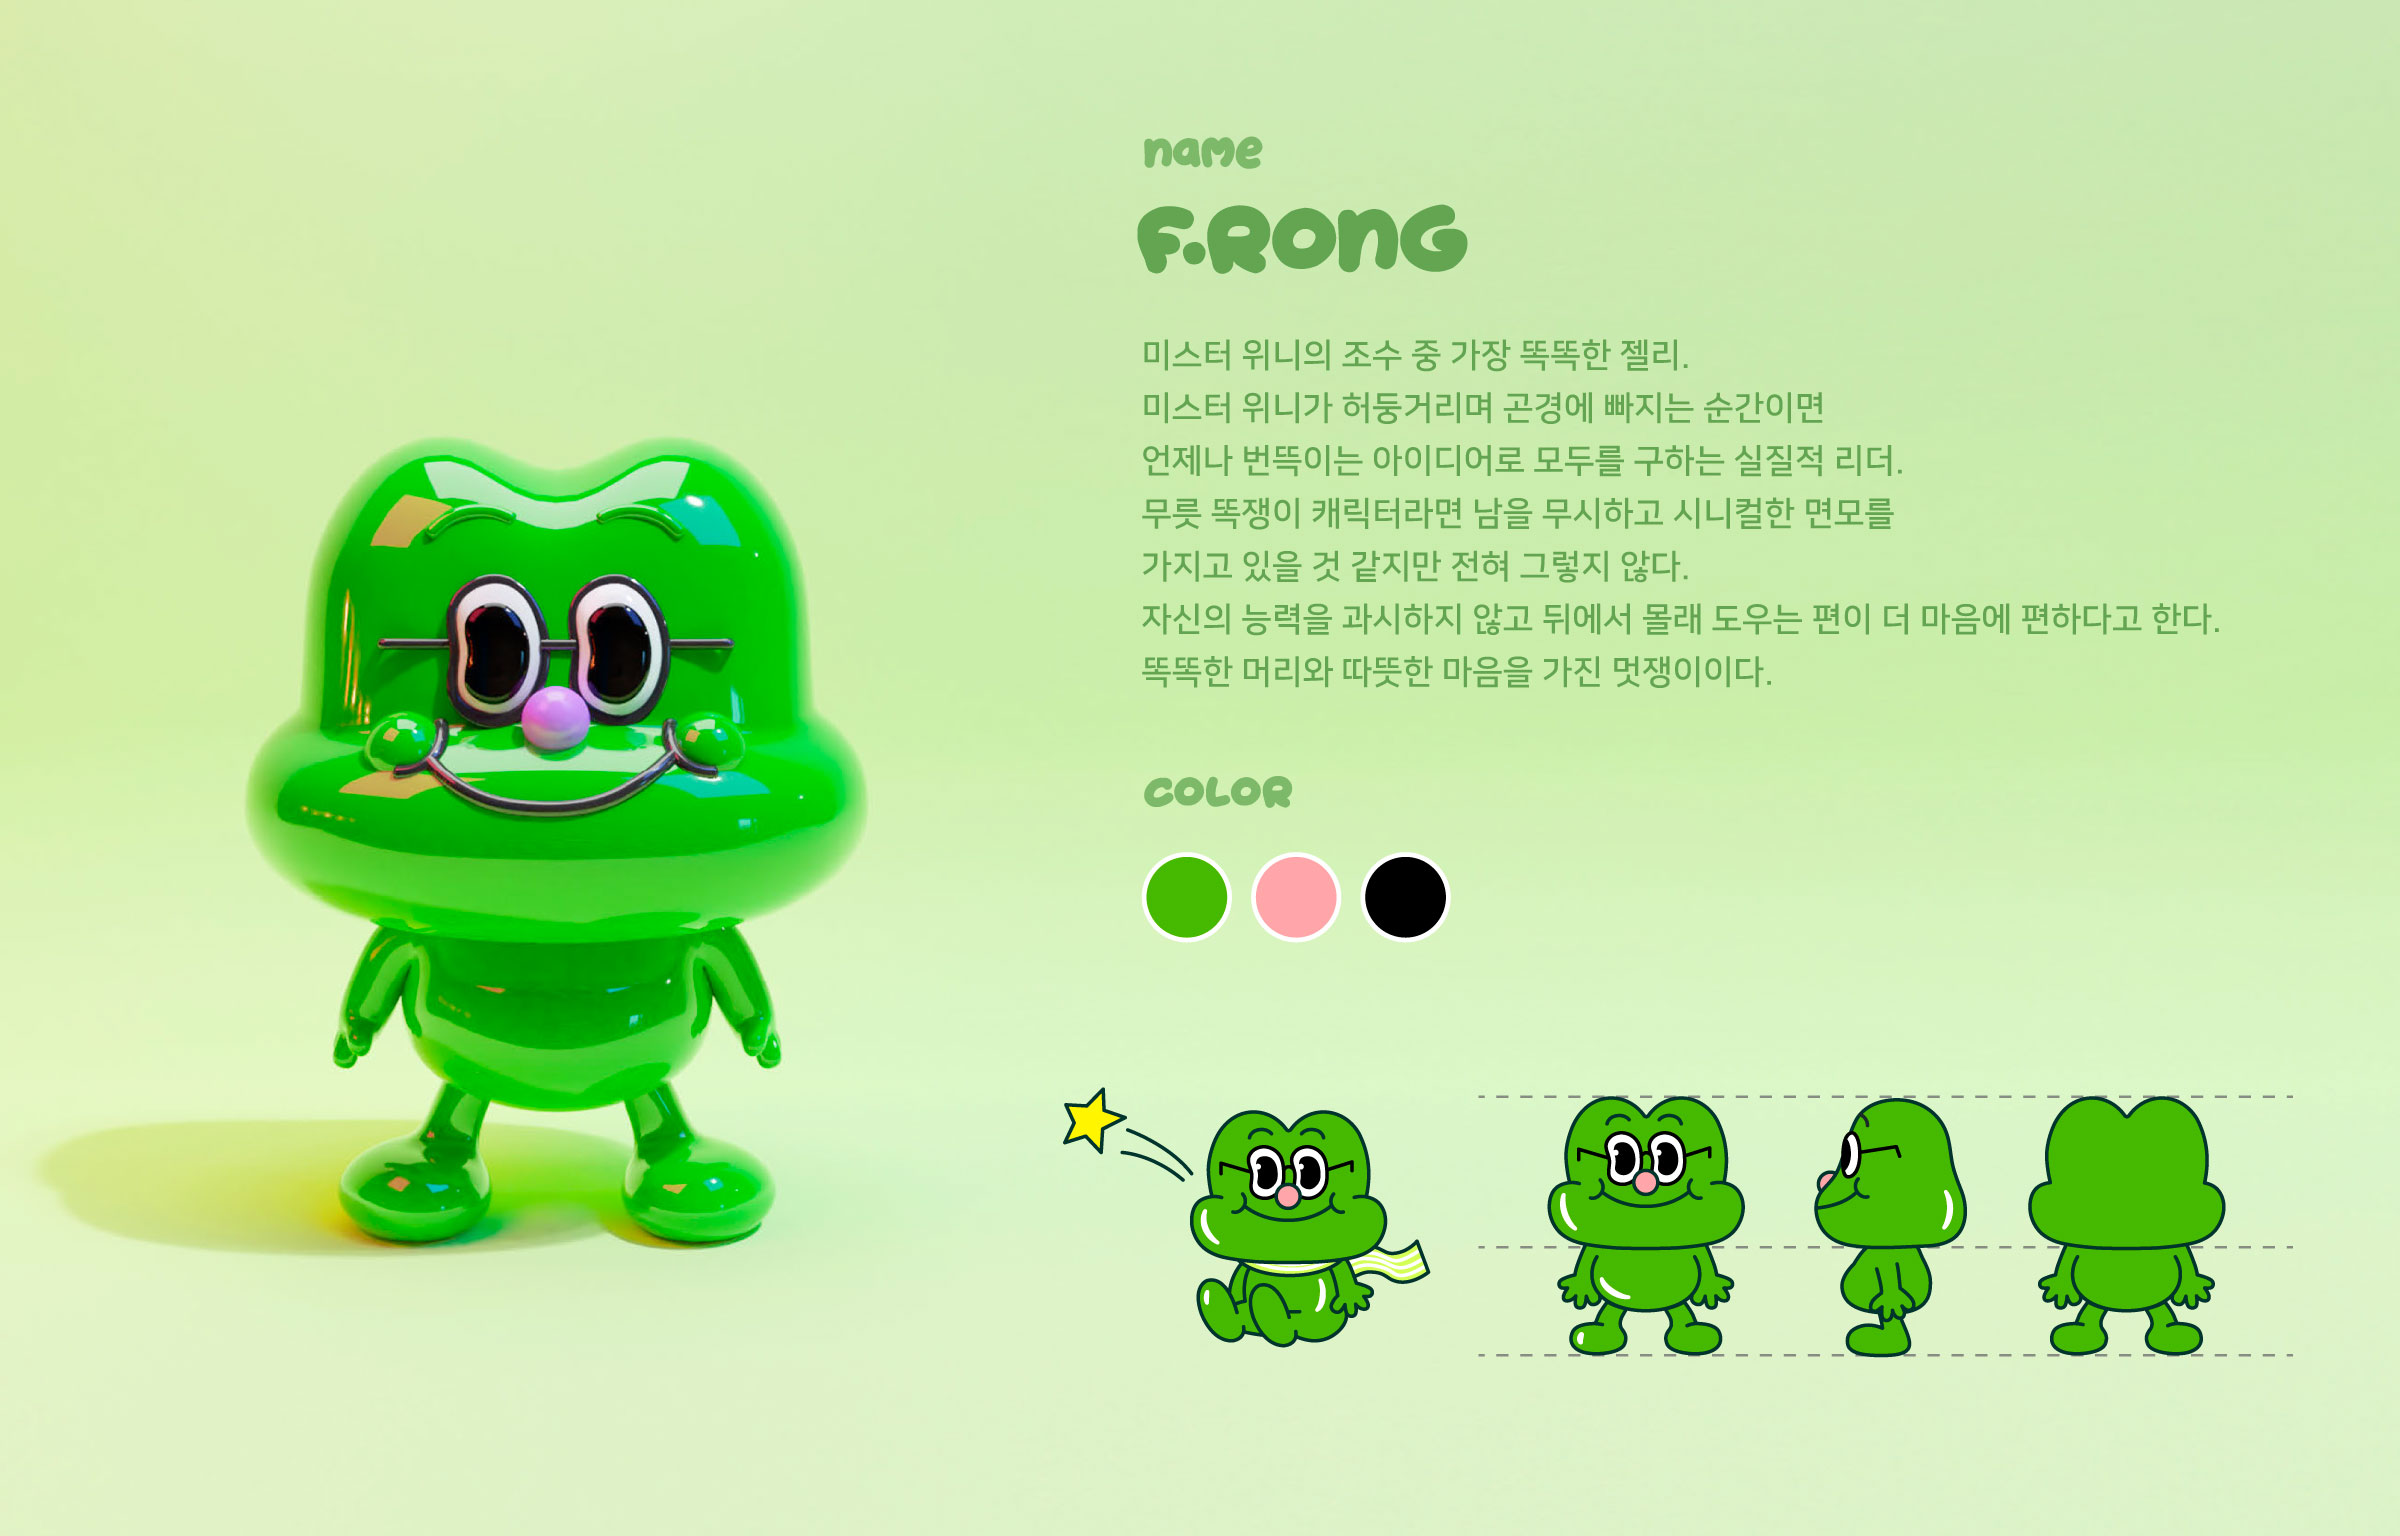 name
F.RONG
미스터 위니의 조수 중 가장 똑똑한 젤리.
미스터 위니가 허둥거리며 곤경에 빠지는 순간이면
언제나 번뜩이는 아이디어로 모두를 구하는 실질적 리더.
무릇 똑쟁이 캐릭터라면 남을 무시하고 시니컬한 면모를
가지고 있을 것 같지만 전혀 그렇지 않다.
자신의 능력을 과시하지 않고 뒤에서 몰래 도우는 편이 더 마음에 편하다고 한다.
똑똑한 머리와 따뜻한 마음을 가진 멋쟁이이다.
COLOR